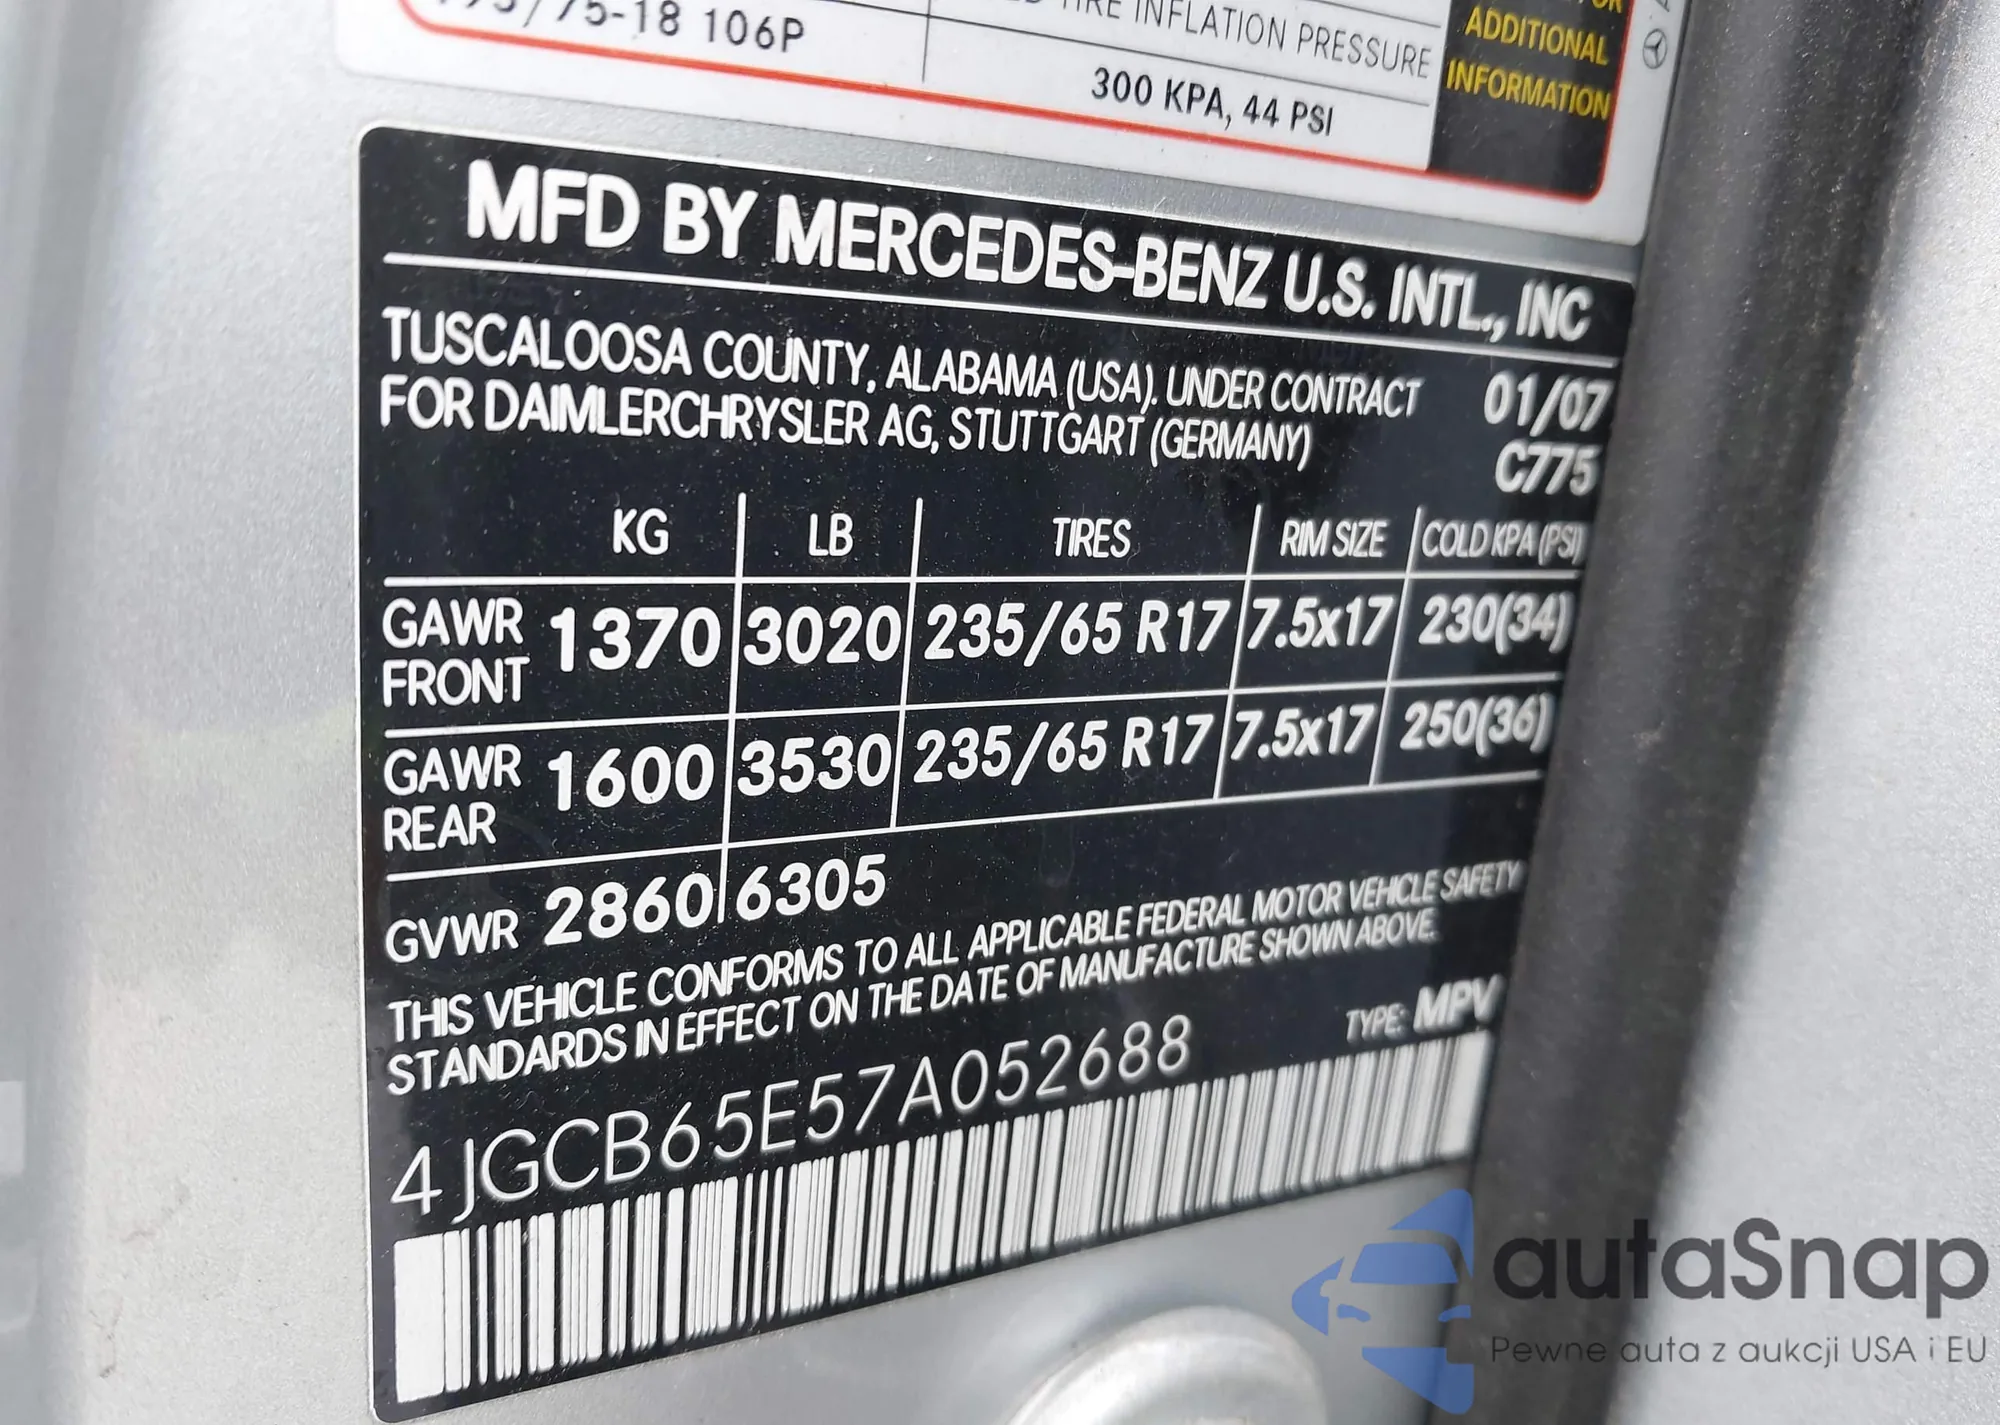 /75-18 106P
TIRE INFLATION PRESSURE
300 KPA, 44 PSI
ADDITIONAL
INFORMATION
MFD BY MERCEDES-BENZ U.S. INTL., INC
TUSCALOOSA COUNTY, ALABAMA (USA). UNDER CONTRACT 01/07
FOR DAIMLERCHRYSLER AG, STUTTGART (GERMANY) C775
KG LB TIRES RIM SIZE COLD KPA (PSI)
GAWR FRONT 1370 3020 235/65 R17 7.5x17 230(34)
GAWR REAR 1600 3530 235/65 R17 7.5x17 250(36)
GVWR 2860 6305
THIS VEHICLE CONFORMS TO ALL APPLICABLE FEDERAL MOTOR VEHICLE SAFETY
STANDARDS IN EFFECT ON THE DATE OF MANUFACTURE SHOWN ABOVE.
TYPE: MPV
4JGCB65E57A052688
autaSnap
Pewne auta z aukcji USA i EU